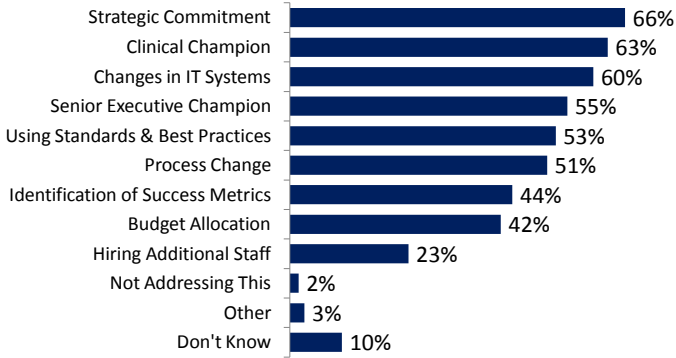 Strategic Commitment 66%
Clinical Champion 63%
Changes in IT Systems 60%
Senior Executive Champion 55%
Using Standards & Best Practices 53%
Process Change 51%
Identification of Success Metrics 44%
Budget Allocation 42%
Hiring Additional Staff 23%
Not Addressing This 2%
Other 3%
Don't Know 10%